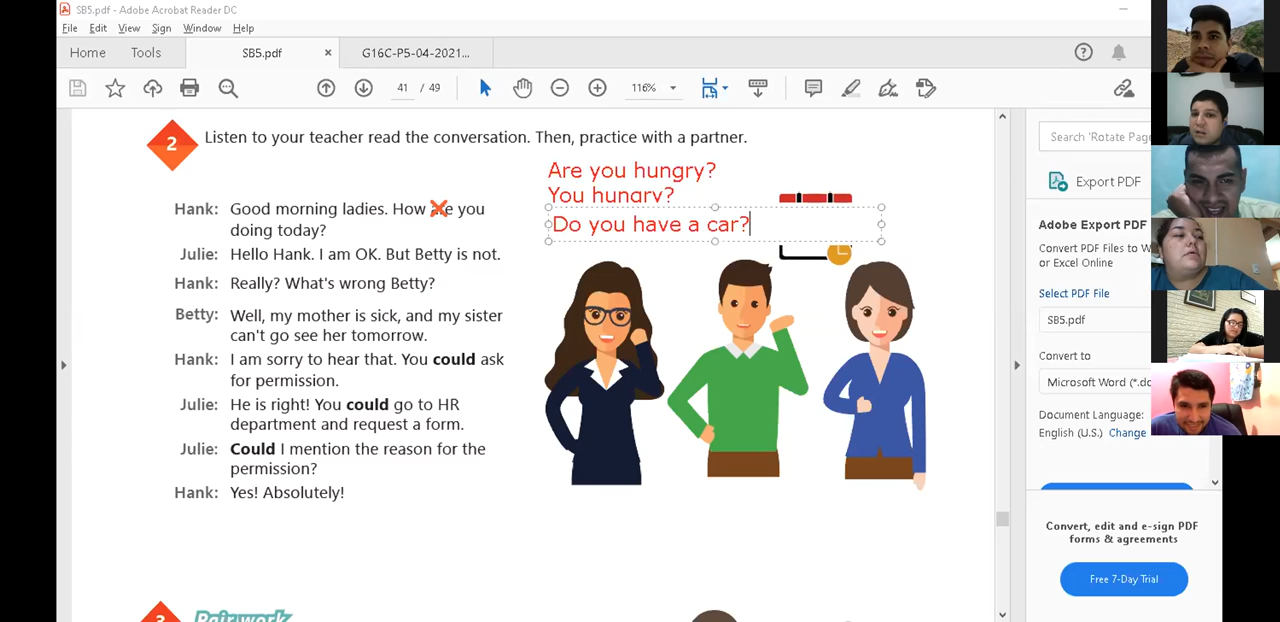 SB5.pdf - Adobe Acrobat Reader DC
File Edit View Sign Window Help
Home Tools SB5.pdf × G16C-P5-04-2021...
41 / 49 116%
2 Listen to your teacher read the conversation. Then, practice with a partner.
Are you hungry?
You hungry?
Do you have a car?
Hank: Good morning ladies. How are you
doing today?
Julie: Hello Hank. I am OK. But Betty is not.
Hank: Really? What's wrong Betty?
Betty: Well, my mother is sick, and my sister
can't go see her tomorrow.
Hank: I am sorry to hear that. You could ask
for permission.
Julie: He is right! You could go to HR
department and request a form.
Julie: Could I mention the reason for the
permission?
Hank: Yes! Absolutely!
3 Pair work
Search 'Rotate Pag
Export PDF
Adobe Export PDF
Convert PDF Files to W
or Excel Online
Select PDF File
SB5.pdf
Convert to
Microsoft Word (*.do
Document Language:
English (U.S.) Change
Convert, edit and e-sign PDF
forms & agreements
Free 7-Day Trial